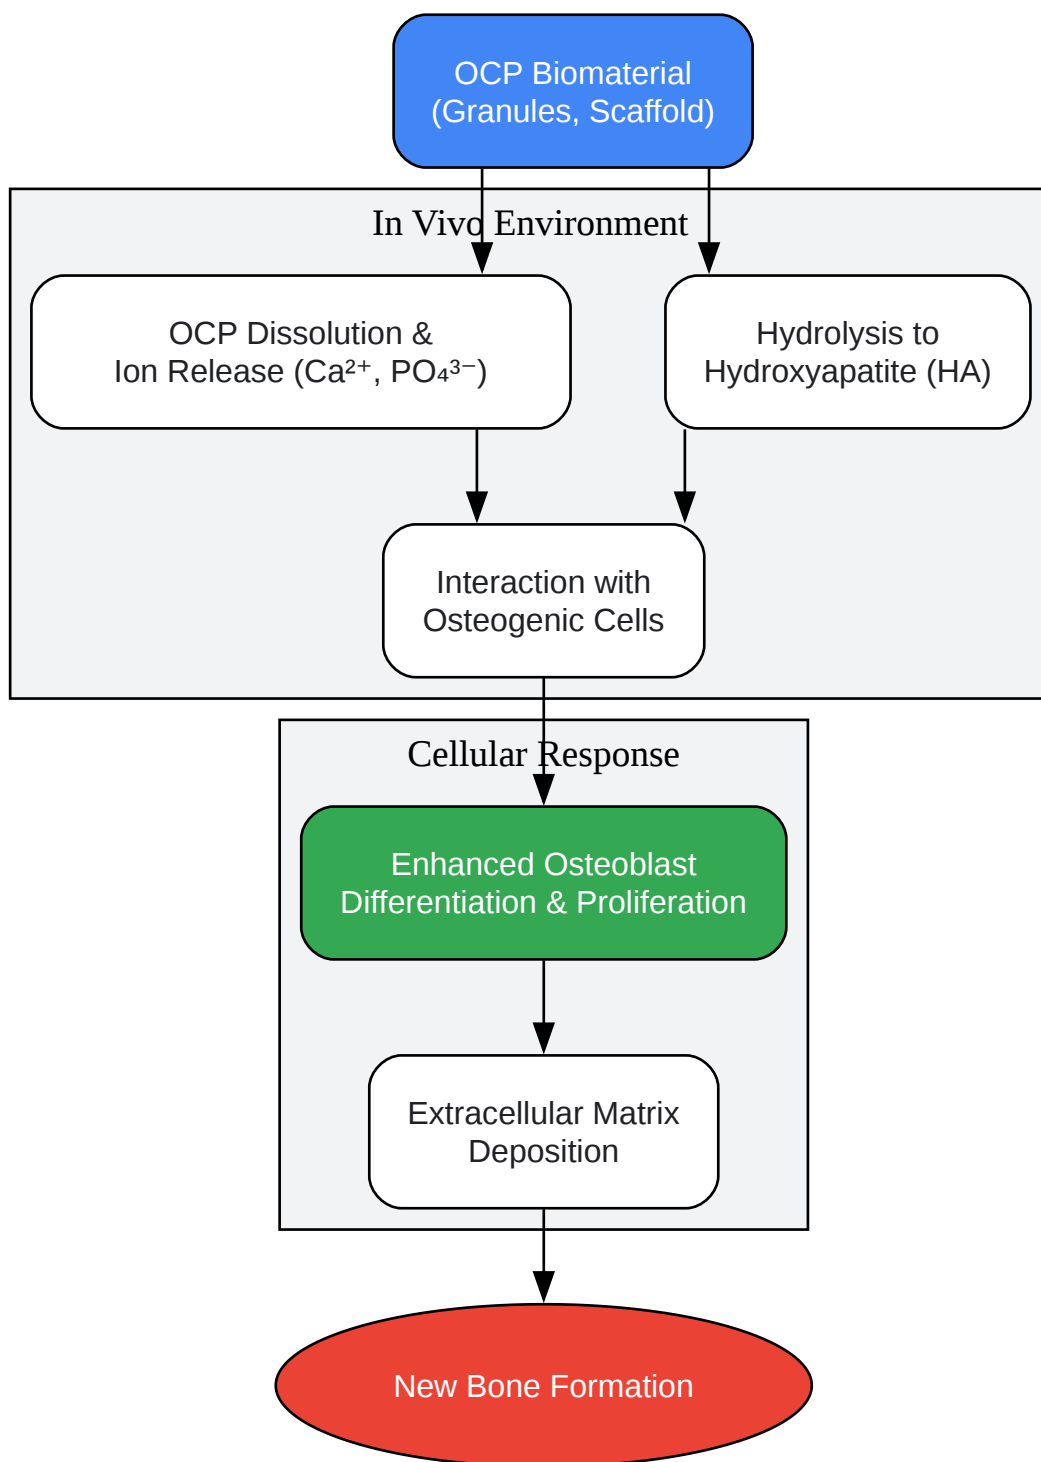 OCP Biomaterial
(Granules, Scaffold)
In Vivo Environment
OCP Dissolution &
Ion Release (Ca²⁺, PO₄³⁻)
Hydrolysis to
Hydroxyapatite (HA)
Interaction with
Osteogenic Cells
Cellular Response
Enhanced Osteoblast
Differentiation & Proliferation
Extracellular Matrix
Deposition
New Bone Formation